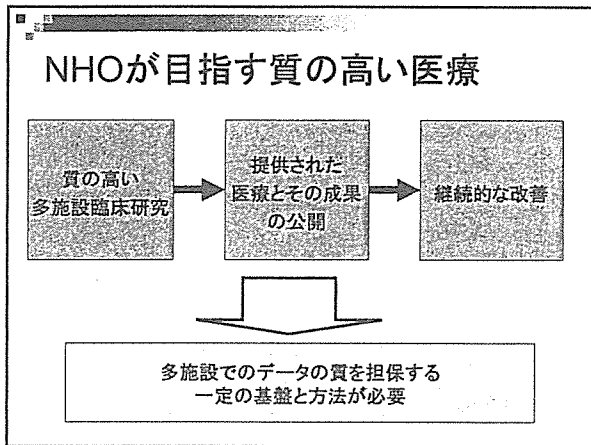 NHOが目指す質の高い医療
質の高い
多施設臨床研究
提供された
医療とその成果
の公開
継続的な改善
多施設でのデータの質を担保する
一定の基盤と方法が必要